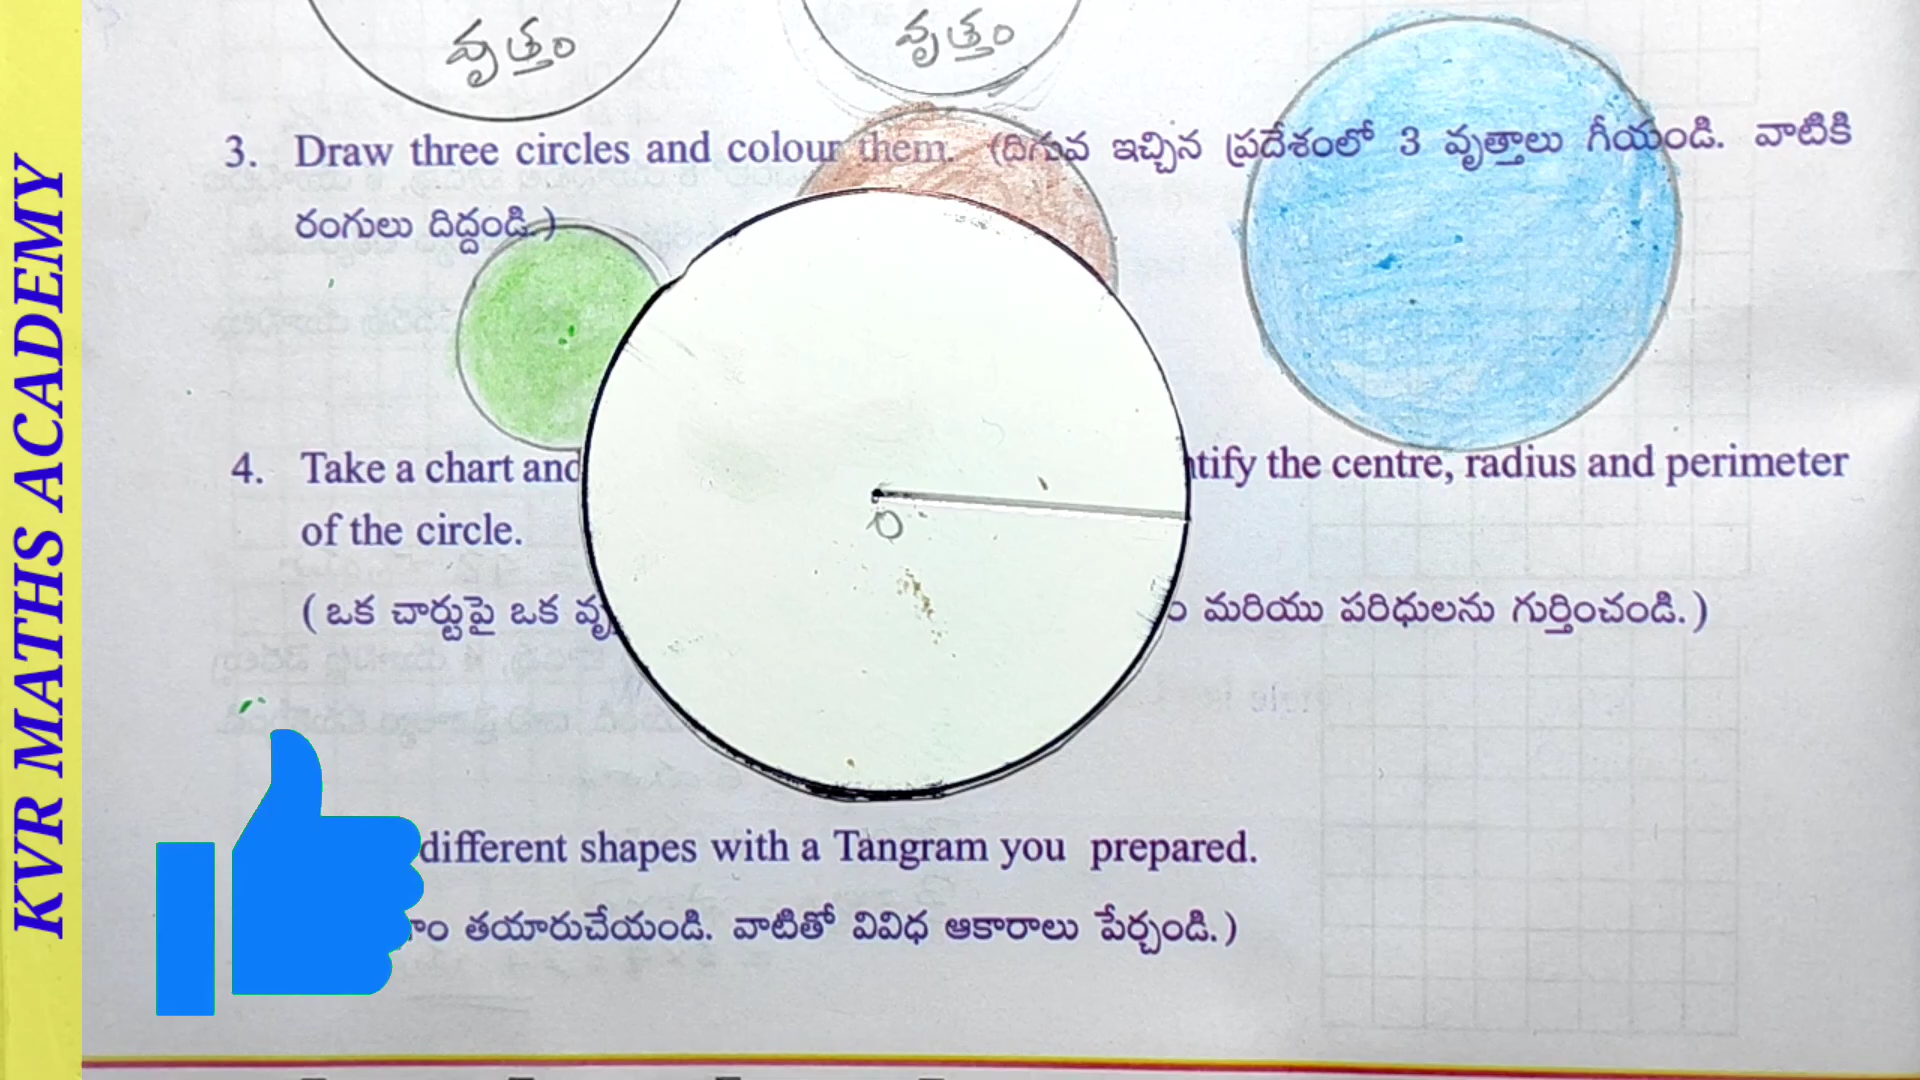 KVR MATHS ACADEMY
వృత్తం వృత్తం
3. Draw three circles and colour them. (దిగువ ఇచ్చిన ప్రదేశంలో 3 వృత్తాలు గీయండి. వాటికి
రంగులు దిద్దండి.)
4. Take a chart and ntify the centre, radius and perimeter
of the circle.
O
( ఒక చార్టుపై ఒక మరియు పరిధులను గుర్తించండి.)
different shapes with a Tangram you prepared.
తయారుచేయండి. వాటితో వివిధ ఆకారాలు పేర్చండి.)